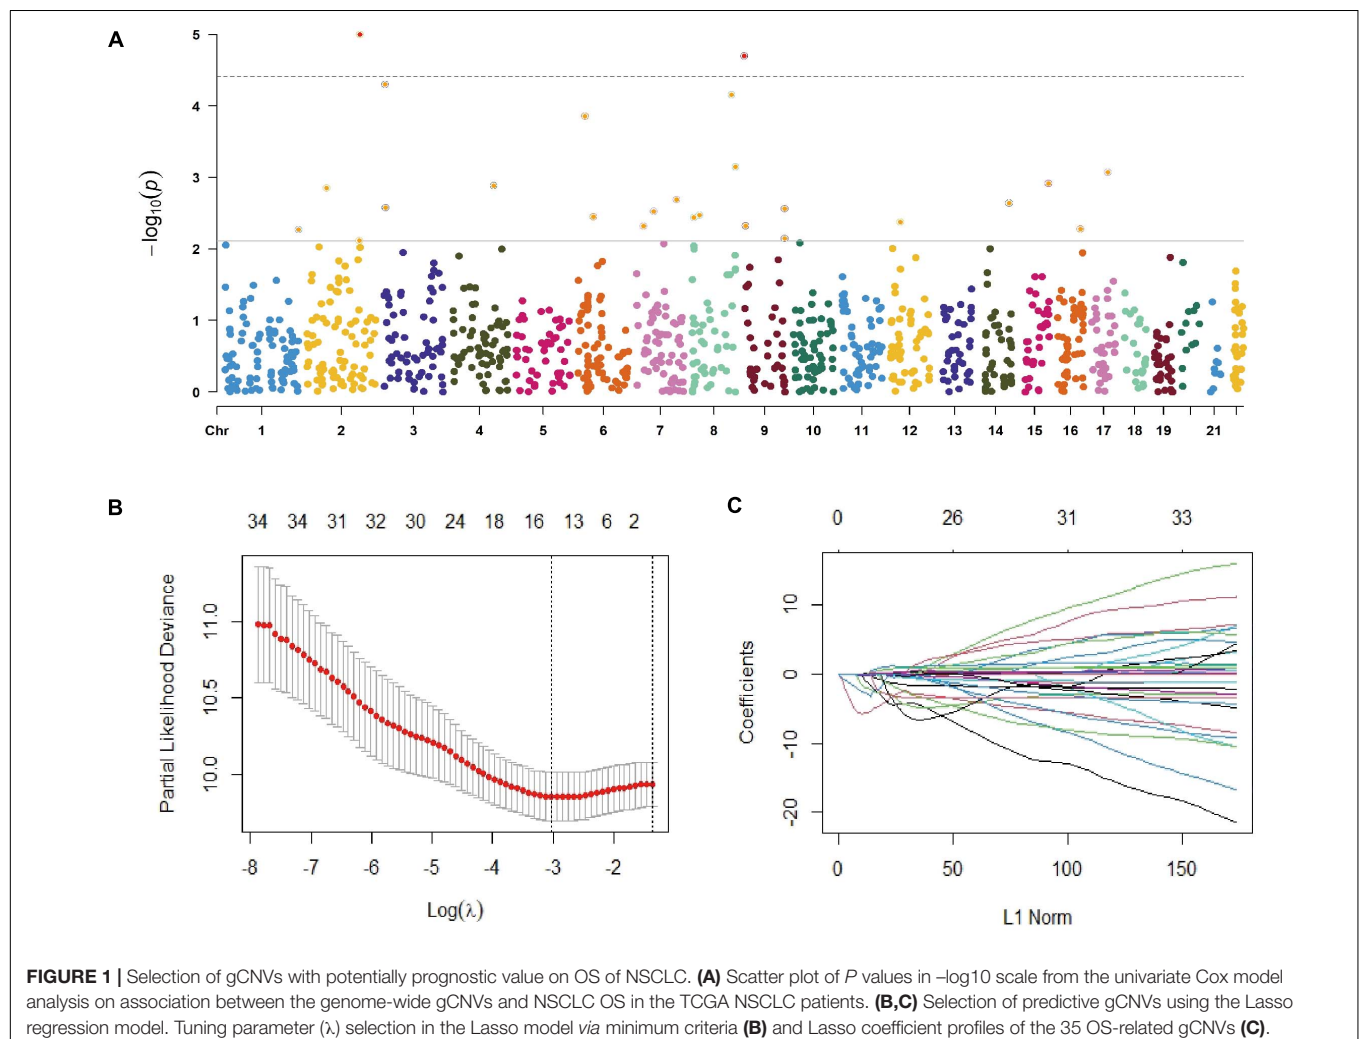 A
5
4
3
2
1
0
−log10(p)
Chr 1 2 3 4 5 6 7 8 9 10 11 12 13 14 15 16 17 18 19 21
B
34 34 31 32 30 24 18 16 13 6 2
Partial Likelihood Deviance
11.0
10.5
10.0
-8 -7 -6 -5 -4 -3 -2
Log(λ)
C
0 26 31 33
Coefficients
10
0
-10
-20
0 50 100 150
L1 Norm
FIGURE 1 | Selection of gCNVs with potentially prognostic value on OS of NSCLC. (A) Scatter plot of P values in –log10 scale from the univariate Cox model
analysis on association between the genome-wide gCNVs and NSCLC OS in the TCGA NSCLC patients. (B,C) Selection of predictive gCNVs using the Lasso
regression model. Tuning parameter (λ) selection in the Lasso model via minimum criteria (B) and Lasso coefficient profiles of the 35 OS-related gCNVs (C).